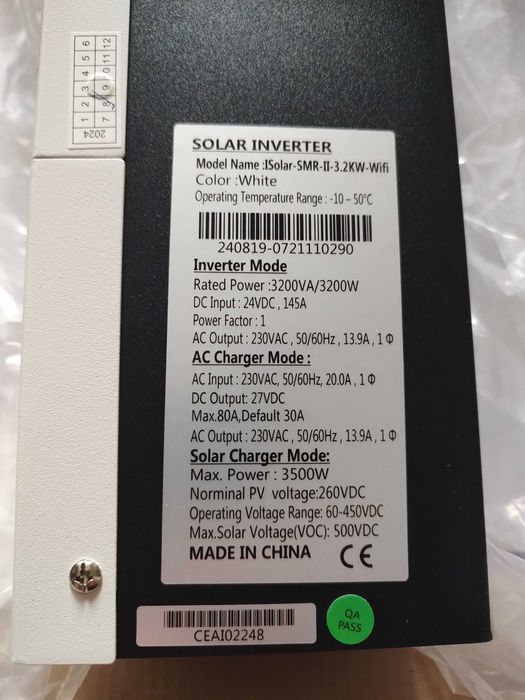 2024
1 2 3 4 5 6
7 8 9 10 11 12
SOLAR INVERTER
Model Name :ISolar-SMR-II-3.2KW-Wifi
Color :White
Operating Temperature Range : -10 – 50℃
240819-0721110290
Inverter Mode
Rated Power :3200VA/3200W
DC Input : 24VDC , 145A
Power Factor : 1
AC Output : 230VAC , 50/60Hz , 13.9A , 1 Φ
AC Charger Mode :
AC Input : 230VAC, 50/60Hz, 20.0A , 1 Φ
DC Output: 27VDC
Max.80A,Default 30A
AC Output : 230VAC , 50/60Hz , 13.9A , 1 Φ
Solar Charger Mode:
Max. Power : 3500W
Norminal PV voltage:260VDC
Operating Voltage Range: 60-450VDC
Max.Solar Voltage(VOC): 500VDC
MADE IN CHINA CE
CEAI02248
QA
PASS